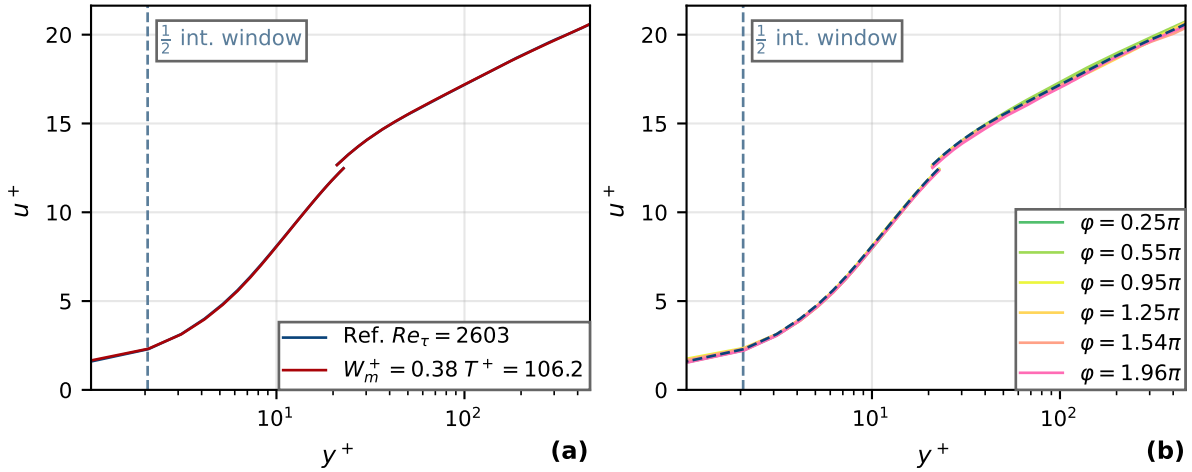 20
15
10
5
0
u⁺
½ int. window
Ref. Re_τ = 2603
W_m⁺ = 0.38 T⁺ = 106.2
10¹
10²
y⁺
(a)
20
15
10
5
0
u⁺
½ int. window
φ = 0.25π
φ = 0.55π
φ = 0.95π
φ = 1.25π
φ = 1.54π
φ = 1.96π
10¹
10²
y⁺
(b)